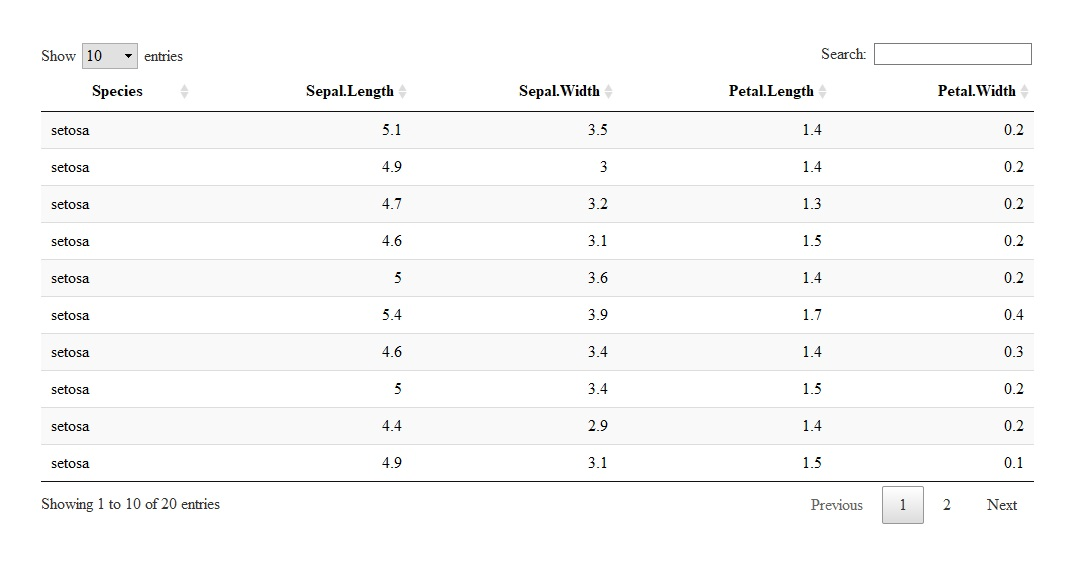 Show 10 entries Search:
Species Sepal.Length Sepal.Width Petal.Length Petal.Width
setosa 5.1 3.5 1.4 0.2
setosa 4.9 3 1.4 0.2
setosa 4.7 3.2 1.3 0.2
setosa 4.6 3.1 1.5 0.2
setosa 5 3.6 1.4 0.2
setosa 5.4 3.9 1.7 0.4
setosa 4.6 3.4 1.4 0.3
setosa 5 3.4 1.5 0.2
setosa 4.4 2.9 1.4 0.2
setosa 4.9 3.1 1.5 0.1
Showing 1 to 10 of 20 entries Previous 1 2 Next